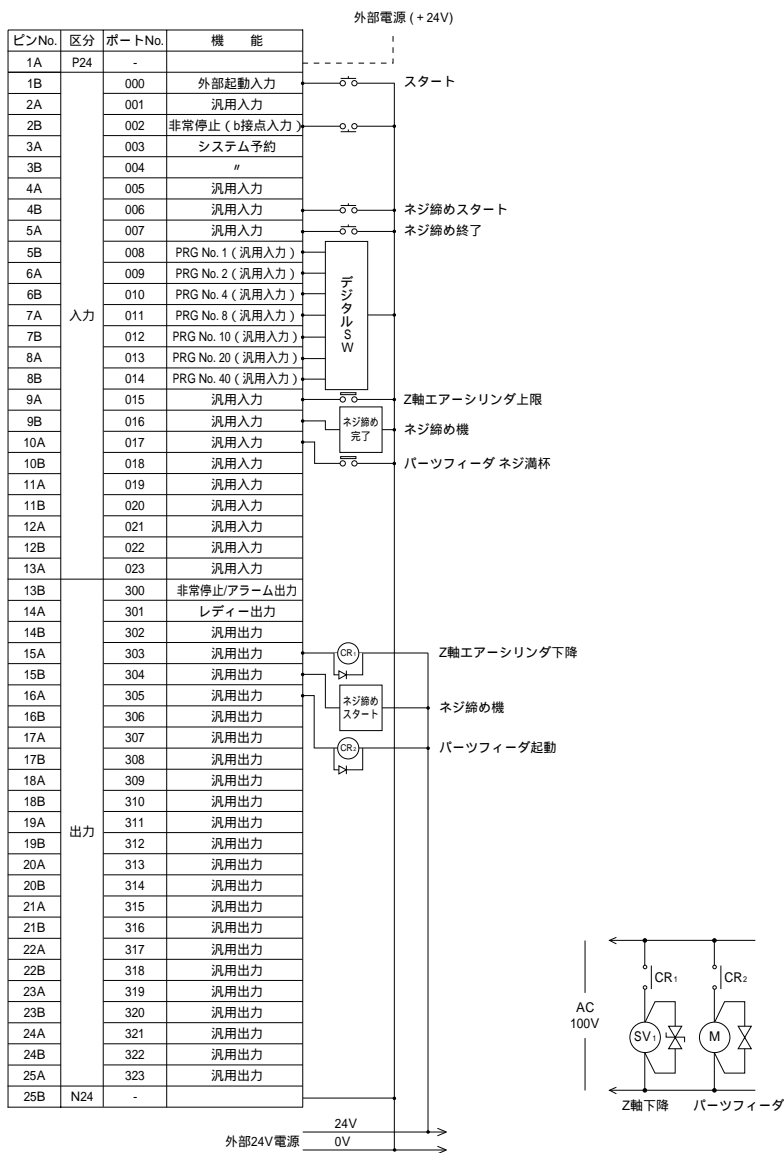 外部電源 (+24V)
ピンNo. 区分 ポートNo. 機 能
1A P24 -
1B 000 外部起動入力 スタート
2A 001 汎用入力
2B 002 非常停止 ( b接点入力 )
3A 003 システム予約
3B 004 〃
4A 005 汎用入力
4B 006 汎用入力 ネジ締めスタート
5A 007 汎用入力 ネジ締め終了
5B 008 PRG No. 1 ( 汎用入力 )
6A 009 PRG No. 2 ( 汎用入力 )
6B 010 PRG No. 4 ( 汎用入力 )
7A 入力 011 PRG No. 8 ( 汎用入力 ) デジタルSW
7B 012 PRG No. 10 ( 汎用入力 )
8A 013 PRG No. 20 ( 汎用入力 )
8B 014 PRG No. 40 ( 汎用入力 )
9A 015 汎用入力 Z軸エアーシリンダ上限
9B 016 汎用入力 ネジ締め完了 ネジ締め機
10A 017 汎用入力
10B 018 汎用入力 パーツフィーダ ネジ満杯
11A 019 汎用入力
11B 020 汎用入力
12A 021 汎用入力
12B 022 汎用入力
13A 023 汎用入力
13B 300 非常停止/アラーム出力
14A 301 レディー出力
14B 302 汎用出力
15A 303 汎用出力 CR1 Z軸エアーシリンダ下降
15B 304 汎用出力
16A 305 汎用出力
16B 306 汎用出力 ネジ締めスタート ネジ締め機
17A 307 汎用出力
17B 308 汎用出力 CR2 パーツフィーダ起動
18A 309 汎用出力
18B 310 汎用出力
19A 311 汎用出力
19B 出力 312 汎用出力
20A 313 汎用出力
20B 314 汎用出力
21A 315 汎用出力
21B 316 汎用出力
22A 317 汎用出力
22B 318 汎用出力
23A 319 汎用出力
23B 320 汎用出力
24A 321 汎用出力
24B 322 汎用出力
25A 323 汎用出力
25B N24 -
外部24V電源
24V
0V
AC
100V
CR1 CR2
SV1 M
Z軸下降 パーツフィーダ